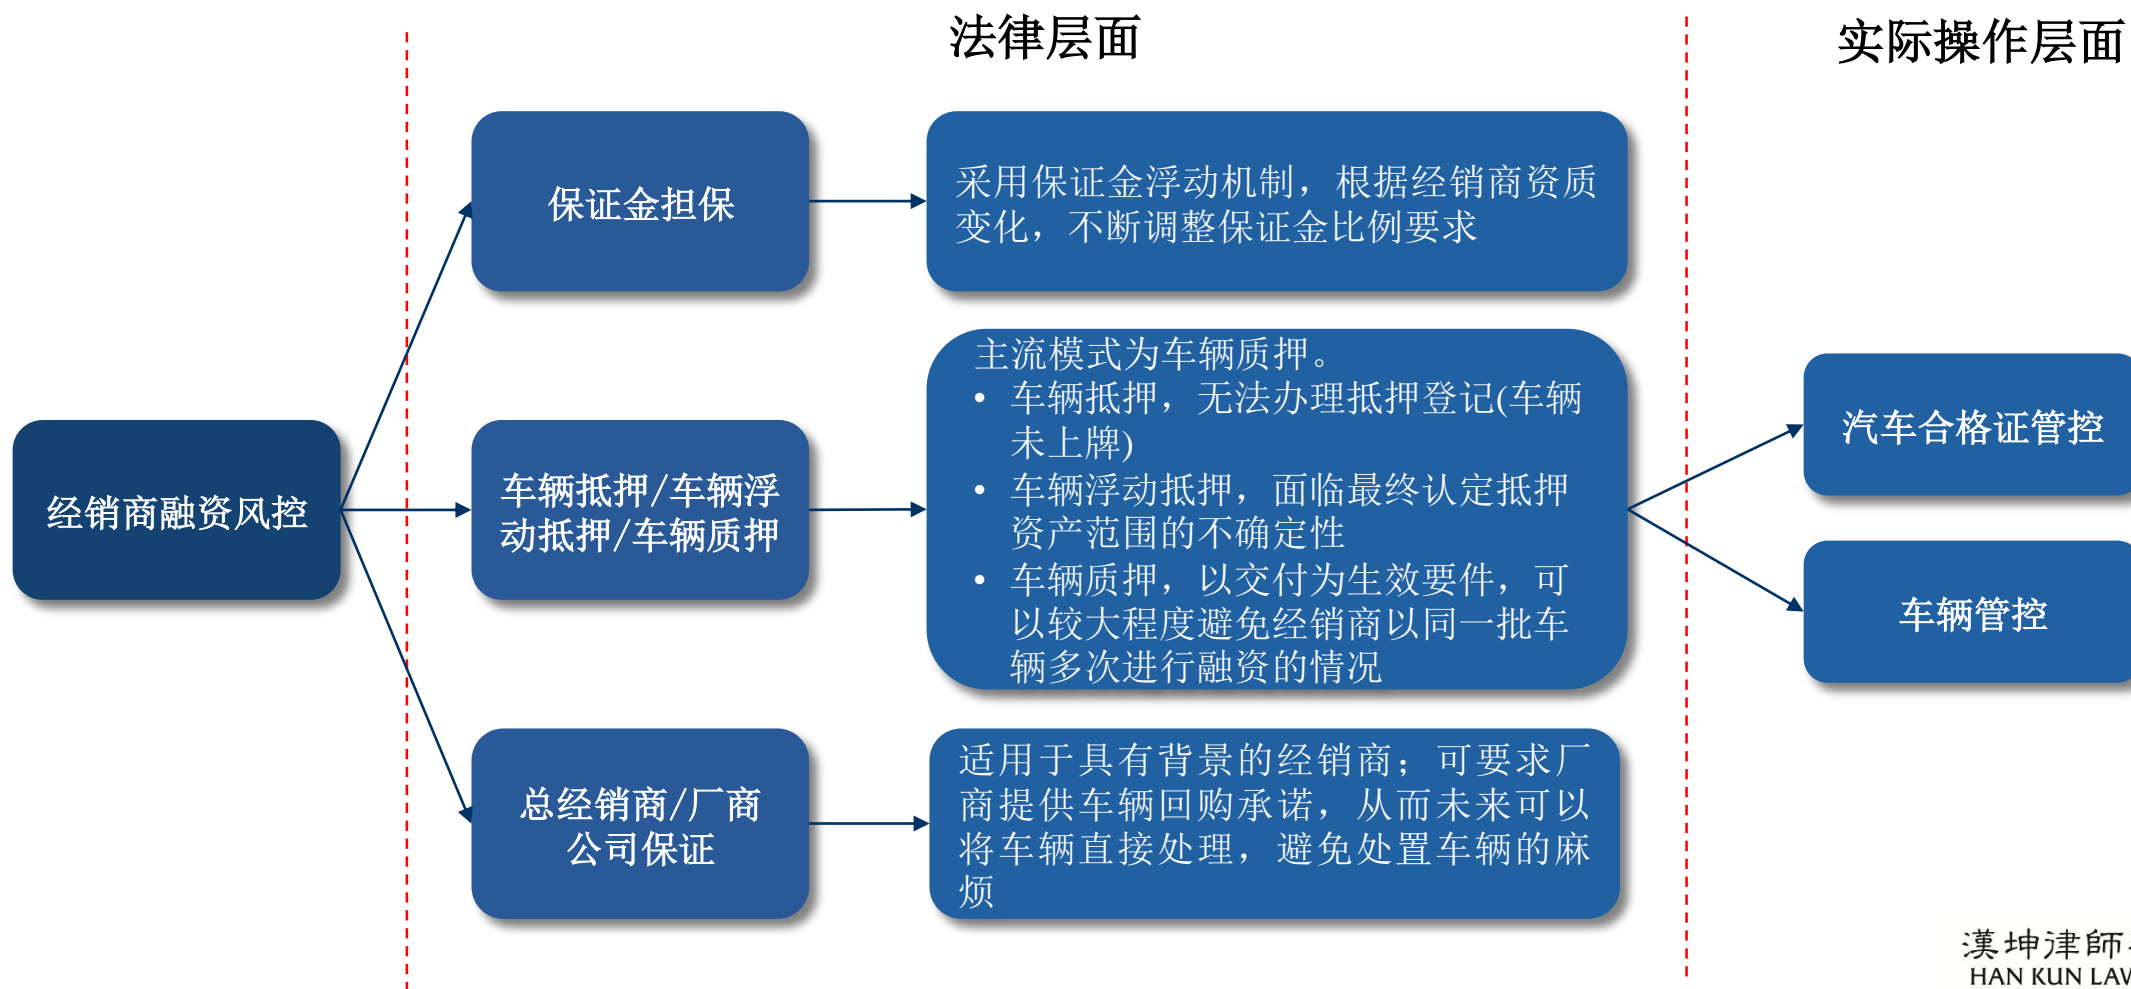 法律层面
实际操作层面
保证金担保
采用保证金浮动机制，根据经销商资质
变化，不断调整保证金比例要求
经销商融资风控
车辆抵押/车辆浮
动抵押/车辆质押
主流模式为车辆质押。
• 车辆抵押，无法办理抵押登记(车辆
未上牌)
• 车辆浮动抵押，面临最终认定抵押
资产范围的不确定性
• 车辆质押，以交付为生效要件，可
以较大程度避免经销商以同一批车
辆多次进行融资的情况
汽车合格证管控
车辆管控
总经销商/厂商
公司保证
适用于具有背景的经销商；可要求厂
商提供车辆回购承诺，从而未来可以
将车辆直接处理，避免处置车辆的麻
烦
漢坤津師
HAN KUN LAW